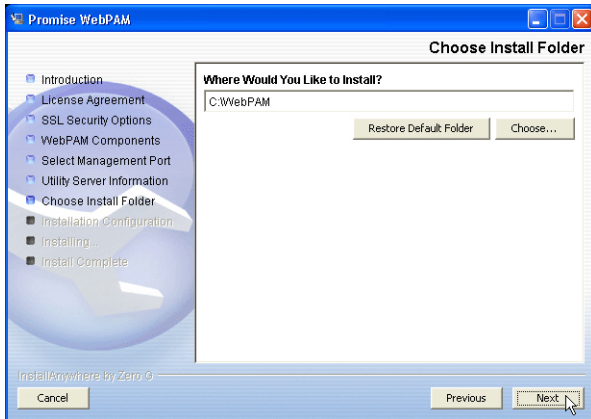 Promise WebPAM
Choose Install Folder
Introduction
License Agreement
SSL Security Options
WebPAM Components
Select Management Port
Utility Server Information
Choose Install Folder
Installation Configuration
Installing...
Install Complete
Where Would You Like to Install?
C:\WebPAM
Restore Default Folder
Choose...
InstallAnywhere by Zero G
Cancel
Previous
Next